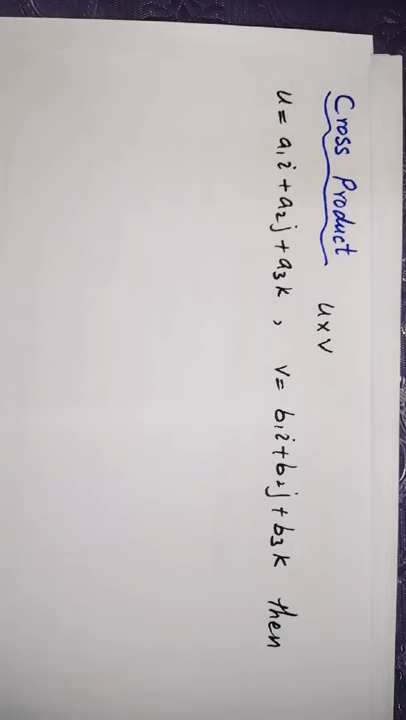 Cross Product u×v
u= a₁i+a₂j+a₃k , v= b₁i+b₂j+b₃k then